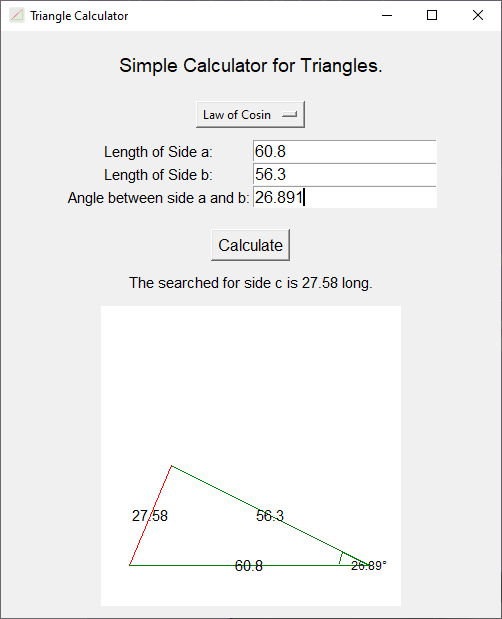 Triangle Calculator
Simple Calculator for Triangles.
Law of Cosin
Length of Side a: 60.8
Length of Side b: 56.3
Angle between side a and b: 26.891
Calculate
The searched for side c is 27.58 long.
27.58 56.3
60.8 26.89°